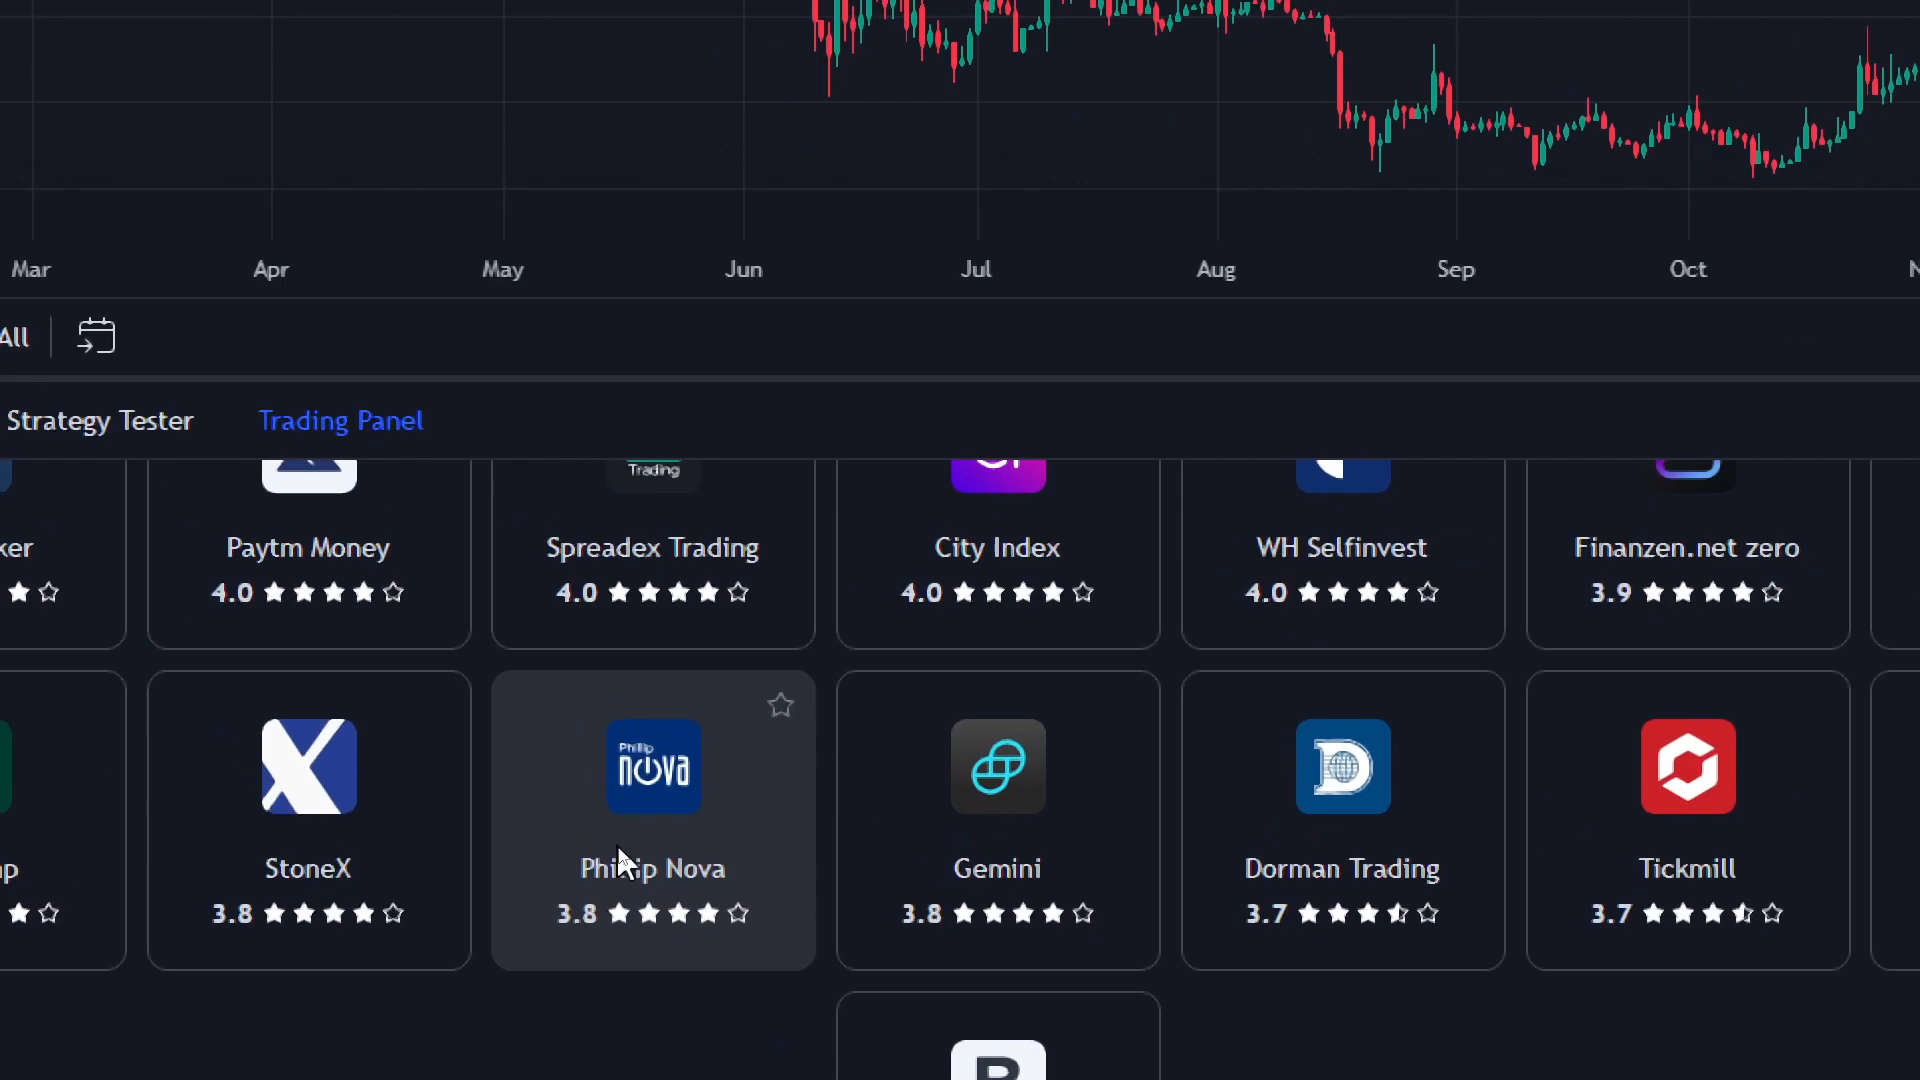 Mar Apr May Jun Jul Aug Sep Oct
All
Strategy Tester Trading Panel
Trading
Paytm Money Spreadex Trading City Index WH Selfinvest Finanzen.net zero
4.0 4.0 4.0 4.0 3.9
Phillip
nova
StoneX Phillip Nova Gemini Dorman Trading Tickmill
3.8 3.8 3.8 3.7 3.7